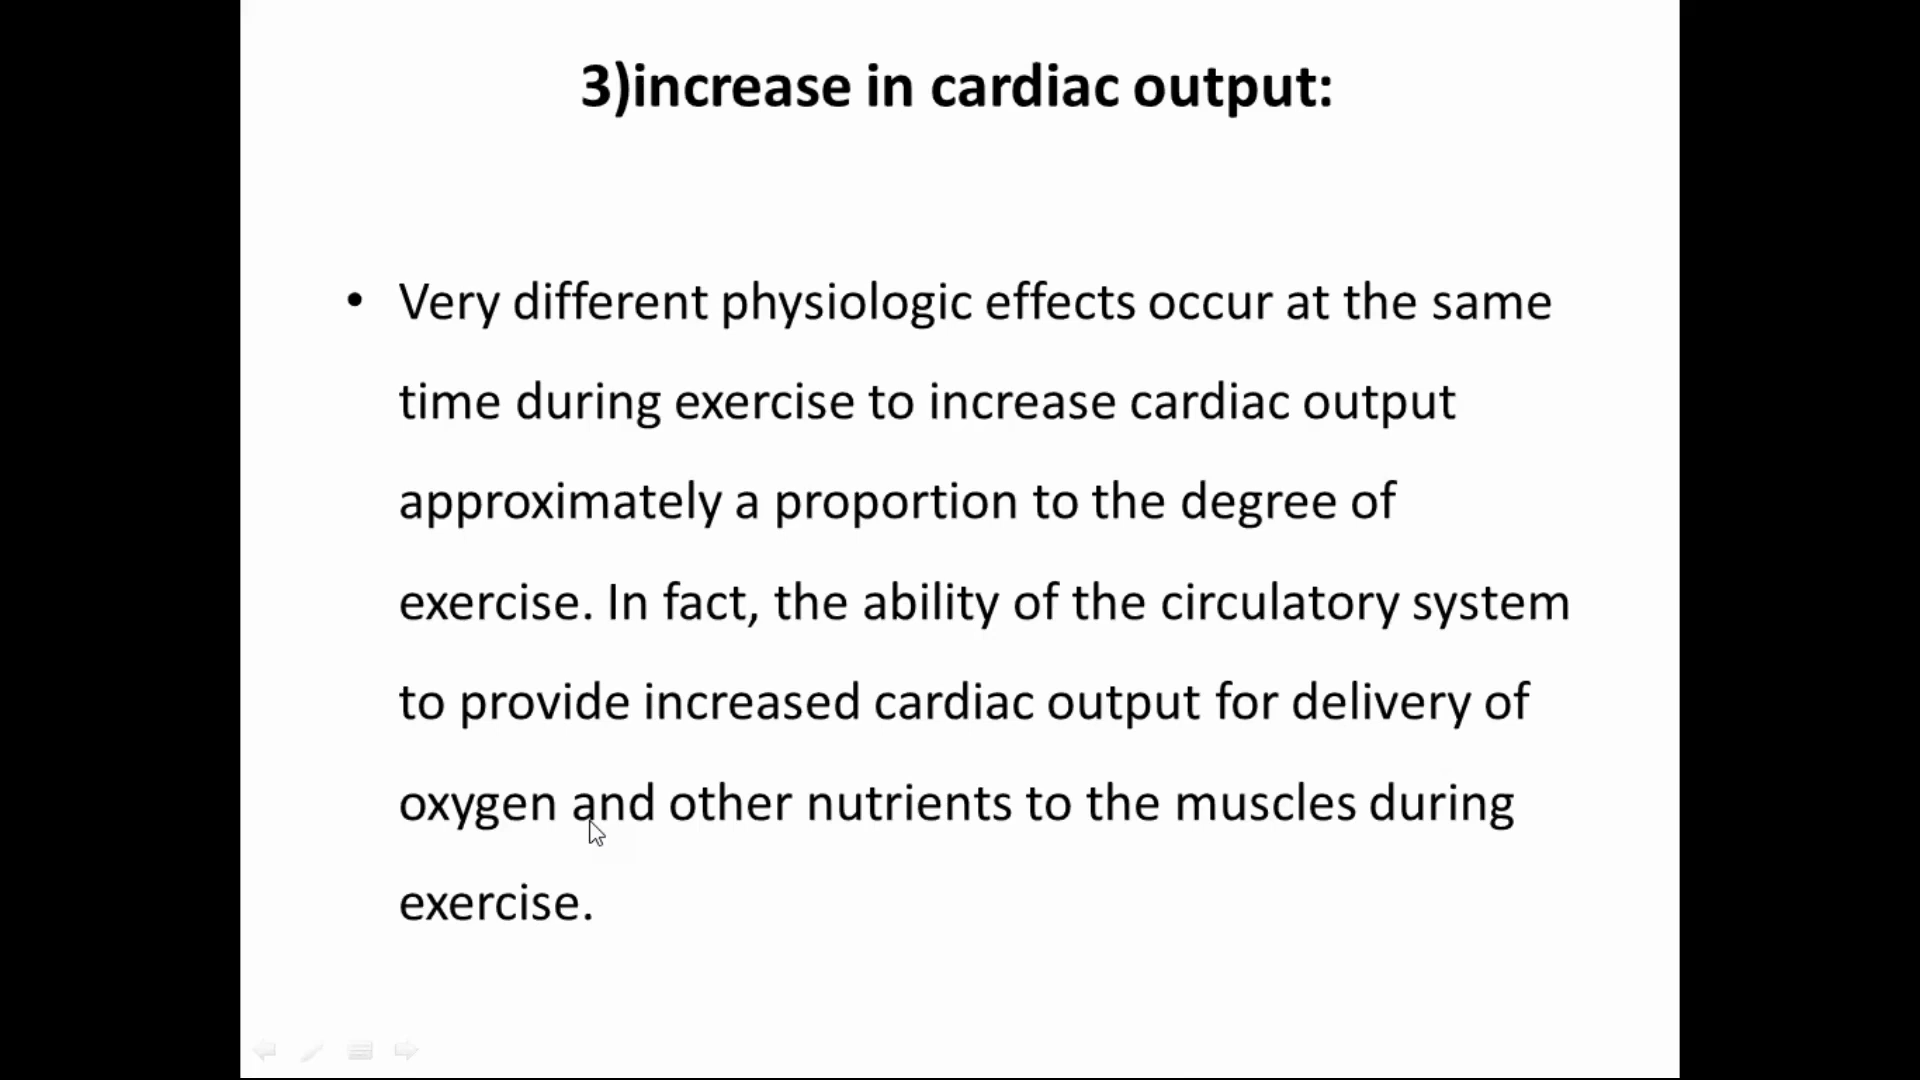 3)increase in cardiac output:
• Very different physiologic effects occur at the same
time during exercise to increase cardiac output
approximately a proportion to the degree of
exercise. In fact, the ability of the circulatory system
to provide increased cardiac output for delivery of
oxygen and other nutrients to the muscles during
exercise.